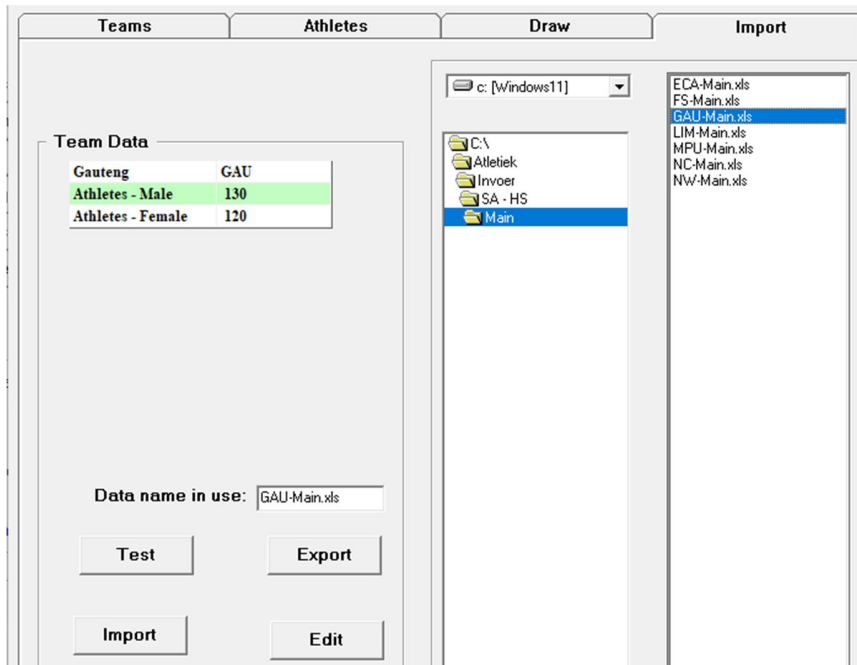 Teams Athletes Draw Import
Team Data
Gauteng GAU
Athletes - Male 130
Athletes - Female 120
Data name in use: GAU-Main.xls
Test Export
Import Edit
c: [Windows11]
C:\
Atletiek
Invoer
SA - HS
Main
ECA-Main.xls
FS-Main.xls
GAU-Main.xls
LIM-Main.xls
MPU-Main.xls
NC-Main.xls
NW-Main.xls